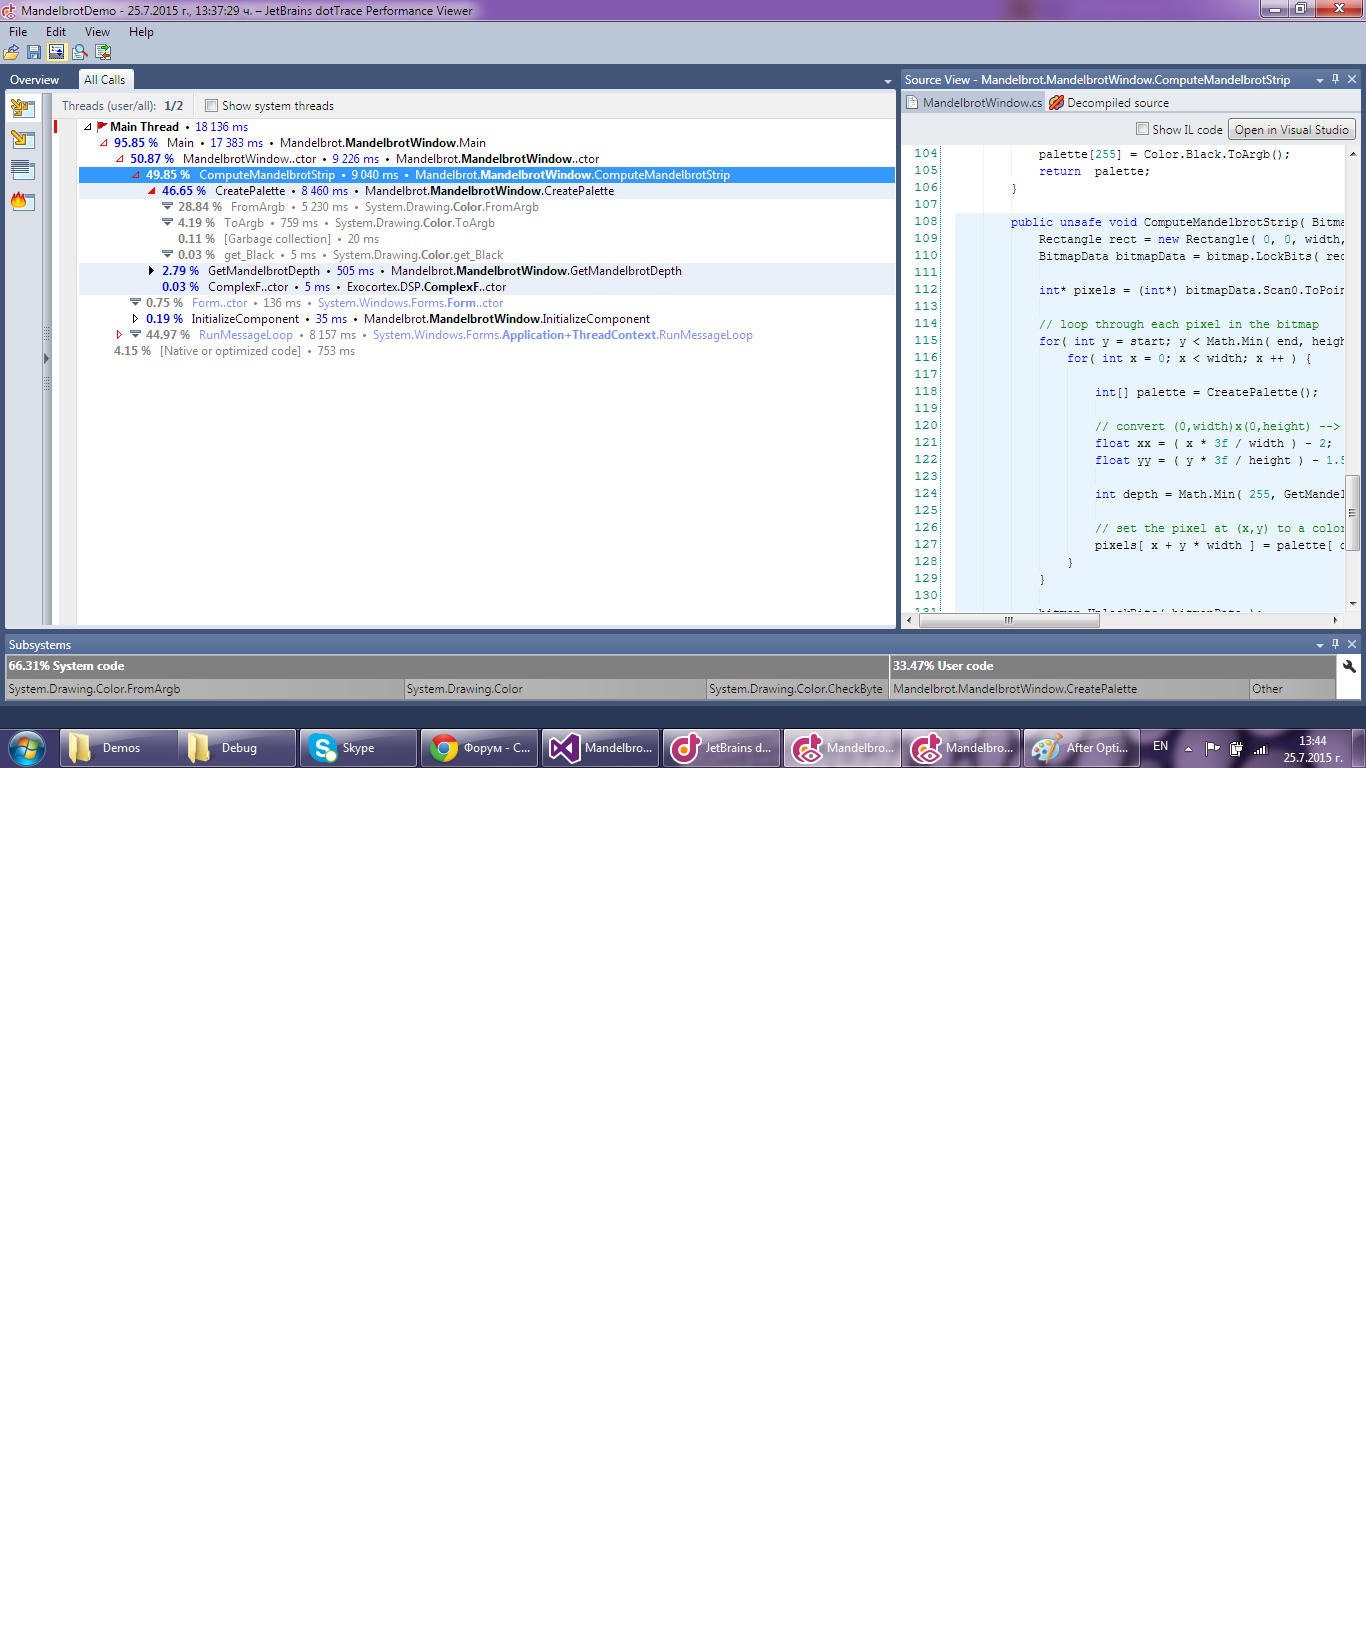 MandelbrotDemo - 25.7.2015 г., 13:37:29 ч. – JetBrains dotTrace Performance Viewer
File Edit View Help
Overview All Calls
Threads (user/all): 1/2 Show system threads
Main Thread • 18 136 ms
95.85 % Main • 17 383 ms • Mandelbrot.MandelbrotWindow.Main
50.87 % MandelbrotWindow..ctor • 9 226 ms • Mandelbrot.MandelbrotWindow..ctor
49.85 % ComputeMandelbrotStrip • 9 040 ms • Mandelbrot.MandelbrotWindow.ComputeMandelbrotStrip
46.65 % CreatePalette • 8 460 ms • Mandelbrot.MandelbrotWindow.CreatePalette
28.84 % FromArgb • 5 230 ms • System.Drawing.Color.FromArgb
4.19 % ToArgb • 759 ms • System.Drawing.Color.ToArgb
0.11 % [Garbage collection] • 20 ms
0.03 % get_Black • 5 ms • System.Drawing.Color.get_Black
2.79 % GetMandelbrotDepth • 505 ms • Mandelbrot.MandelbrotWindow.GetMandelbrotDepth
0.03 % ComplexF..ctor • 5 ms • Exocortex.DSP.ComplexF..ctor
0.75 % Form..ctor • 136 ms • System.Windows.Forms.Form..ctor
0.19 % InitializeComponent • 35 ms • Mandelbrot.MandelbrotWindow.InitializeComponent
44.97 % RunMessageLoop • 8 157 ms • System.Windows.Forms.Application+ThreadContext.RunMessageLoop
4.15 % [Native or optimized code] • 753 ms
Source View - Mandelbrot.MandelbrotWindow.ComputeMandelbrotStrip
MandelbrotWindow.cs Decompiled source
Show IL code Open in Visual Studio
104 palette[255] = Color.Black.ToArgb();
105 return palette;
106 }
107
108 public unsafe void ComputeMandelbrotStrip( Bitma
109 Rectangle rect = new Rectangle( 0, 0, width,
110 BitmapData bitmapData = bitmap.LockBits( rec
111
112 int* pixels = (int*) bitmapData.Scan0.ToPoin
113
114 // loop through each pixel in the bitmap
115 for( int y = start; y < Math.Min( end, heigh
116 for( int x = 0; x < width; x ++ ) {
117
118 int[] palette = CreatePalette();
119
120 // convert (0,width)x(0,height) -->
121 float xx = ( x * 3f / width ) - 2;
122 float yy = ( y * 3f / height ) - 1.5
123
124 int depth = Math.Min( 255, GetMandel
125
126 // set the pixel at (x,y) to a color
127 pixels[ x + y * width ] = palette[ d
128 }
129 }
130
131 bitmap.UnlockBits( bitmapData );
Subsystems
66.31% System code 33.47% User code
System.Drawing.Color.FromArgb System.Drawing.Color System.Drawing.Color.CheckByte Mandelbrot.MandelbrotWindow.CreatePalette Other
Demos Debug Skype Форум - С... Mandelbro... JetBrains d... Mandelbro... Mandelbro... After Opti... EN 13:44
25.7.2015 г.